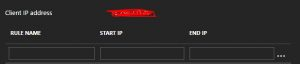 Client IP address
RULE NAME START IP END IP
...